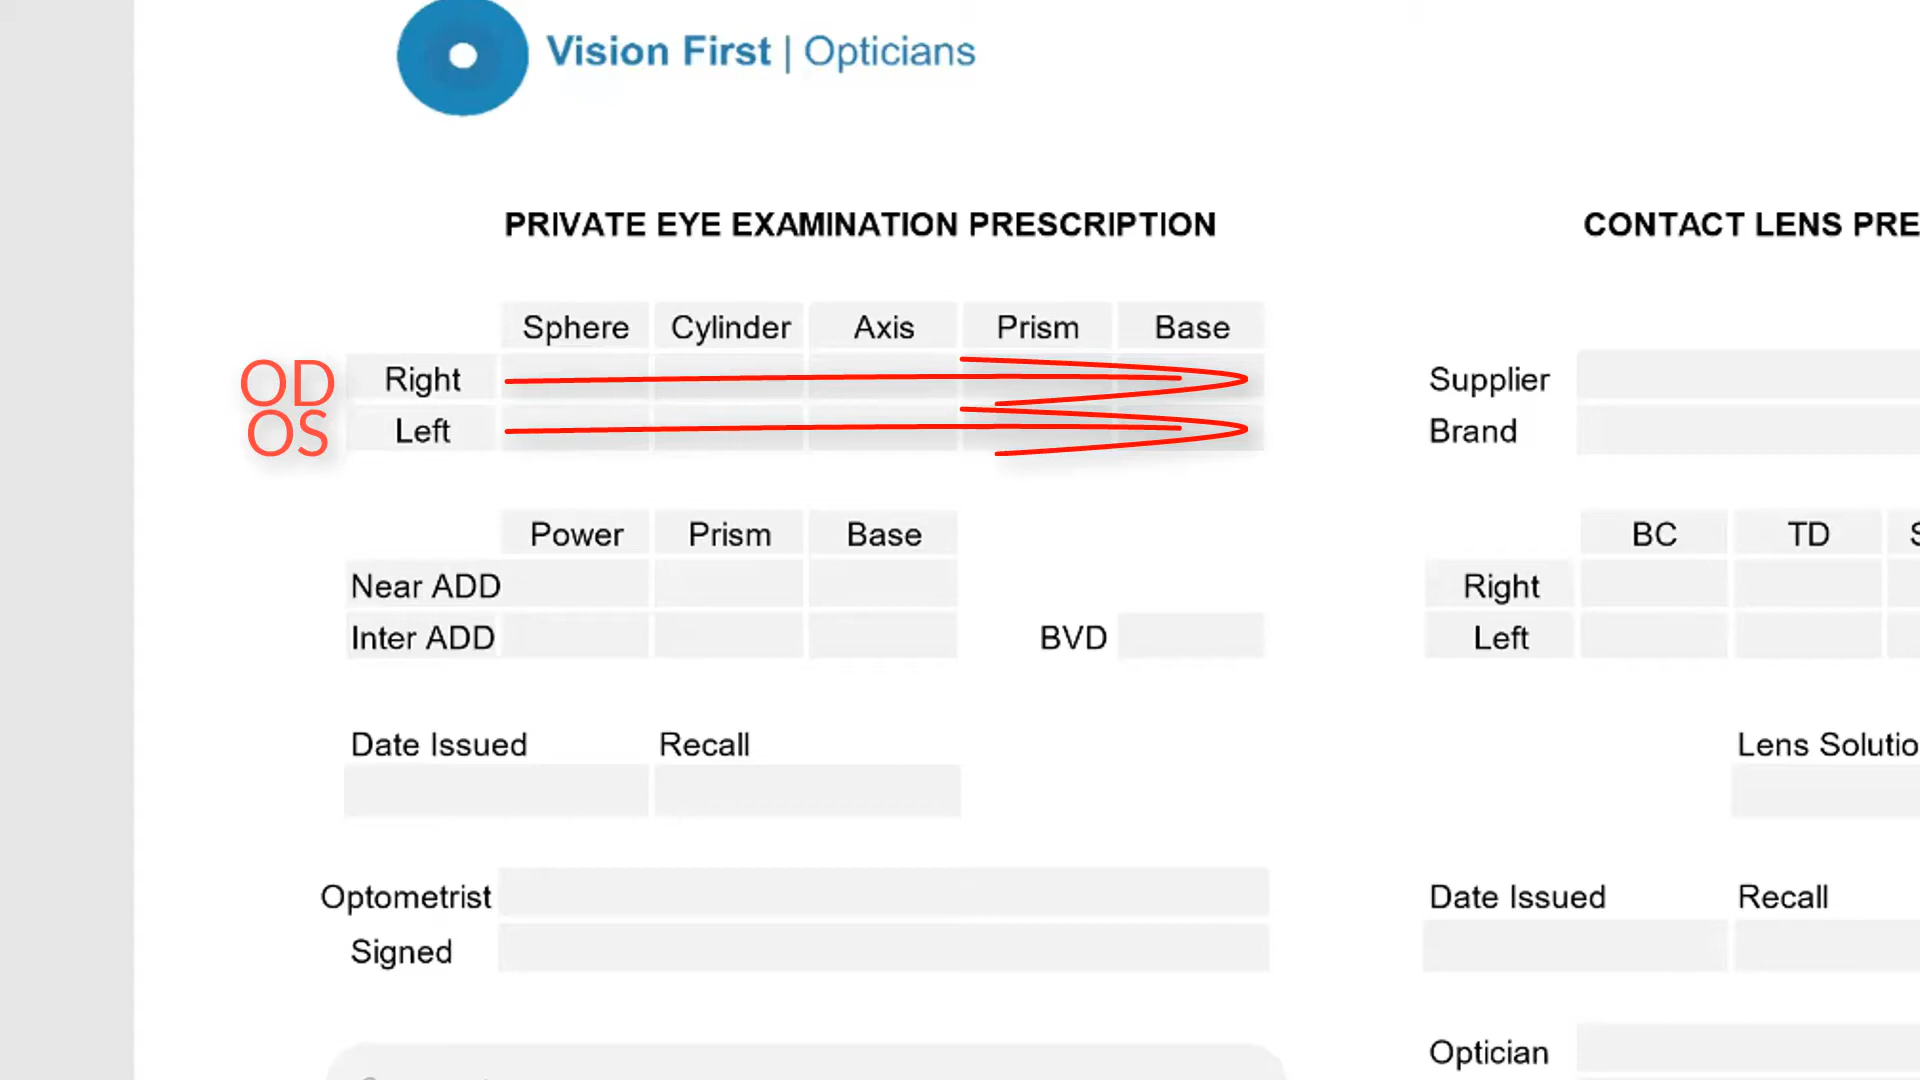 Vision First | Opticians
PRIVATE EYE EXAMINATION PRESCRIPTION
Sphere Cylinder Axis Prism Base
OD Right
OS Left
Power Prism Base
Near ADD
Inter ADD
BVD
Date Issued Recall
Optometrist
Signed
CONTACT LENS PRE
Supplier
Brand
BC TD S
Right
Left
Lens Solutio
Date Issued Recall
Optician